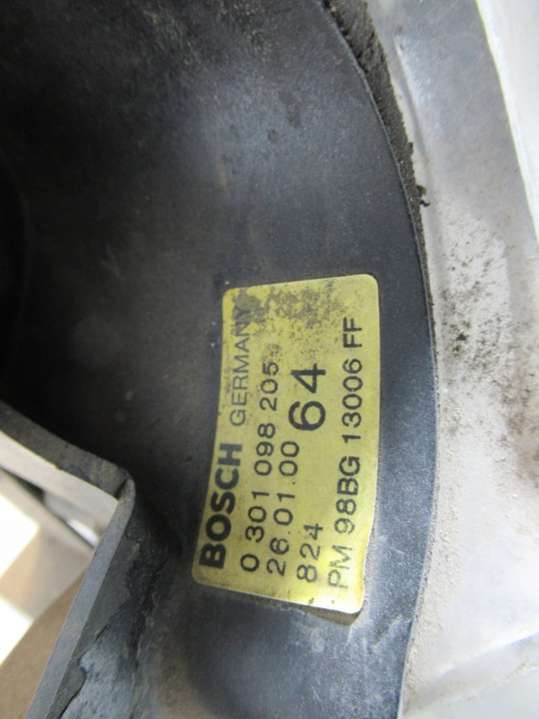 BOSCH GERMANY
0 301 098 205
26.01.00 64
824
PM 98BG 13006 FF